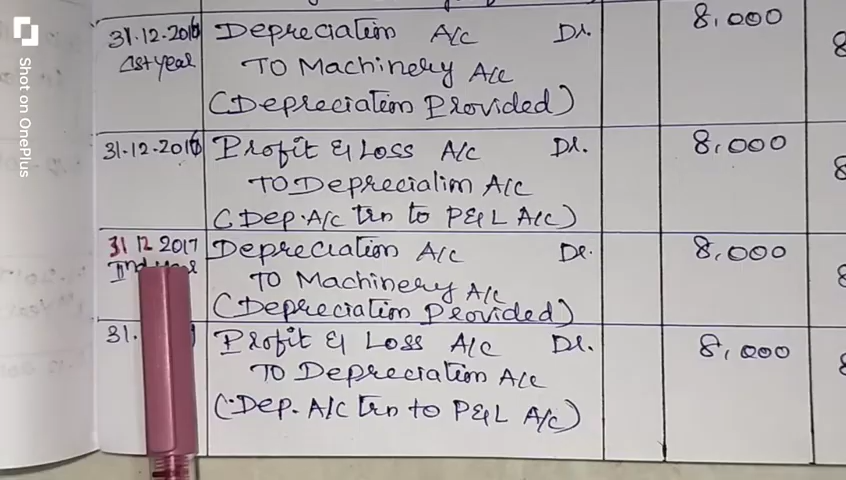 31.12.2016 Depreciation A/c Dr. 8,000
1st year TO Machinery A/c
(Depreciation Provided)
31.12.2016 Profit & Loss A/c Dr. 8,000
TO Depreciation A/c
(Dep. A/c trn to P&L A/c)
31 12 2017 Depreciation A/c Dr. 8,000
TO Machinery A/c
(Depreciation Provided)
31. Profit & Loss A/c Dr. 8,000
TO Depreciation A/c
(Dep. A/c trn to P&L A/c)
Shot on OnePlus